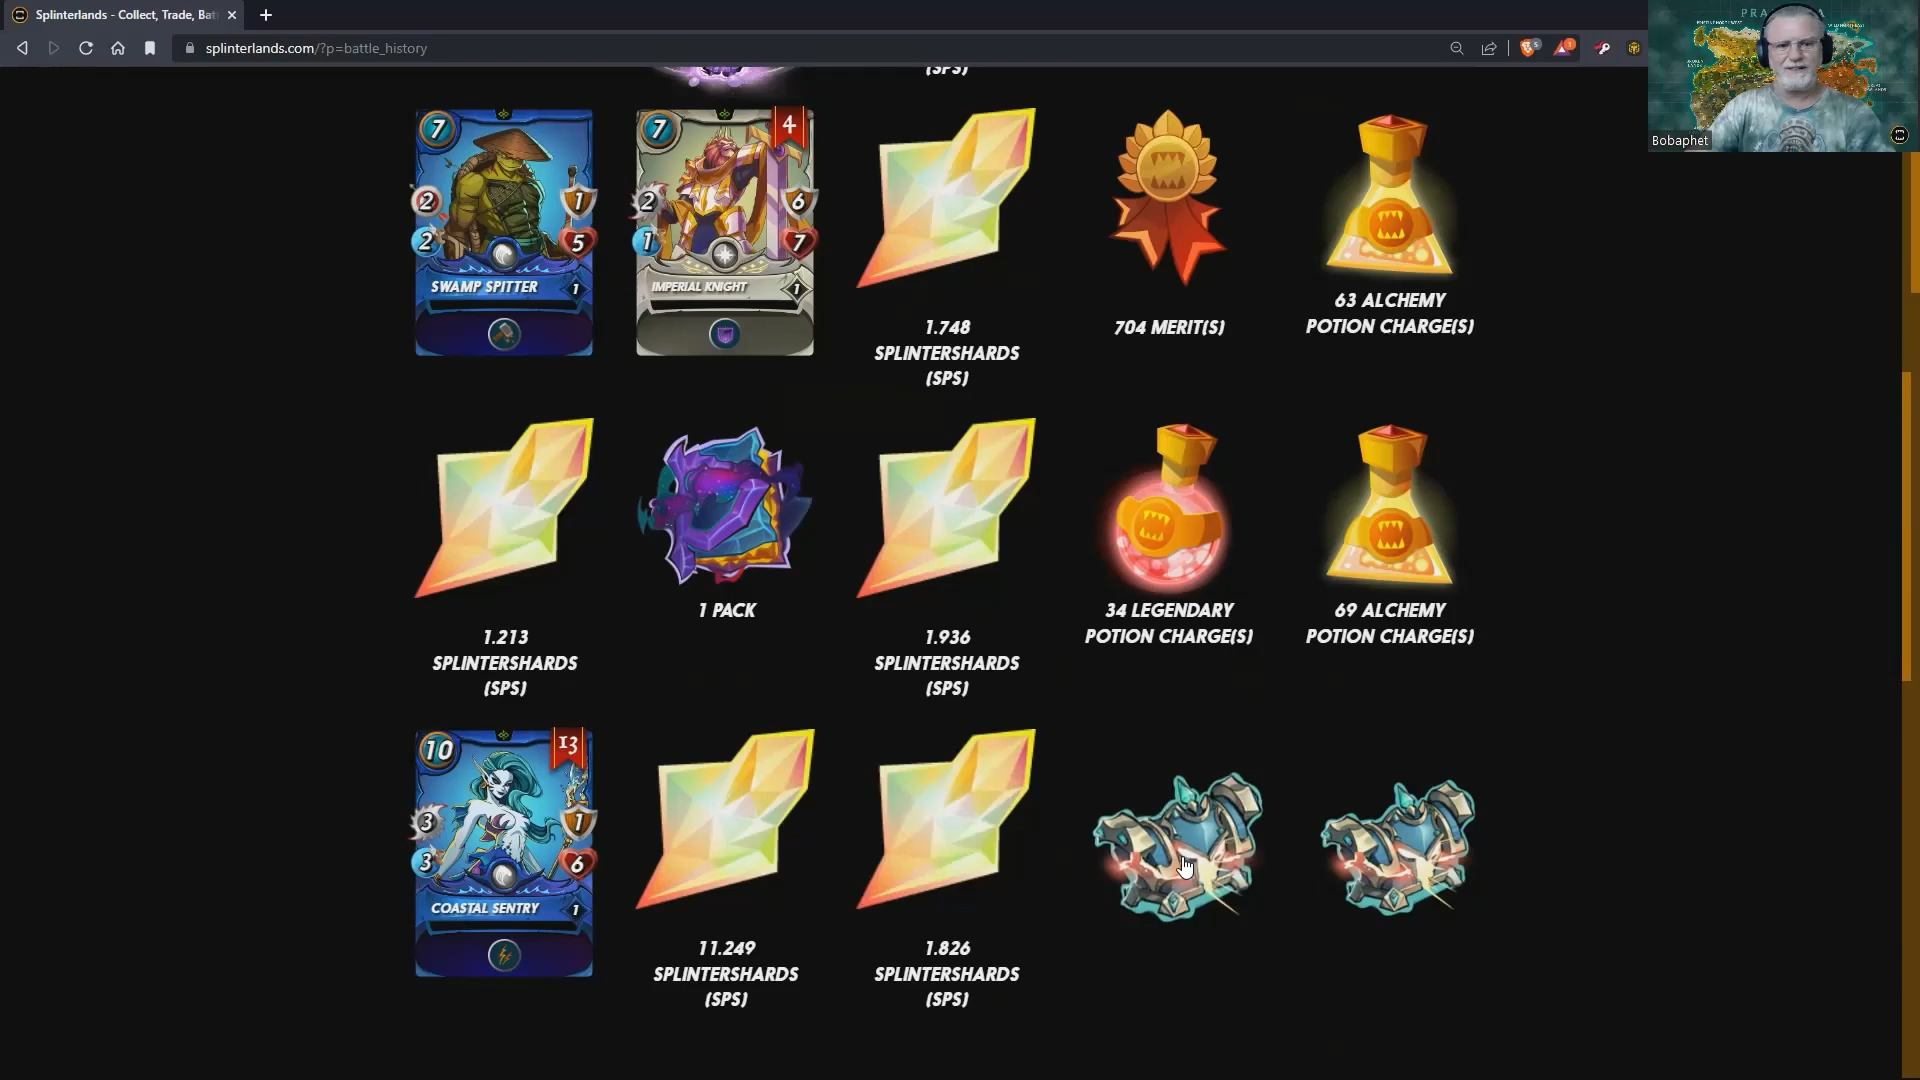 Splinterlands - Collect, Trade, Bat
splinterlands.com/?p=battle_history
5
1
PRAETORIA
Bobaphet
(SPS)
7
2
1
2
5
SWAMP SPITTER
1
7
4
2
6
1
7
IMPERIAL KNIGHT
1
1.748
SPLINTERSHARDS
(SPS)
704 MERIT(S)
63 ALCHEMY
POTION CHARGE(S)
1.213
SPLINTERSHARDS
(SPS)
1 PACK
1.936
SPLINTERSHARDS
(SPS)
34 LEGENDARY
POTION CHARGE(S)
69 ALCHEMY
POTION CHARGE(S)
10
13
3
1
3
6
COASTAL SENTRY
1
11.249
SPLINTERSHARDS
(SPS)
1.826
SPLINTERSHARDS
(SPS)